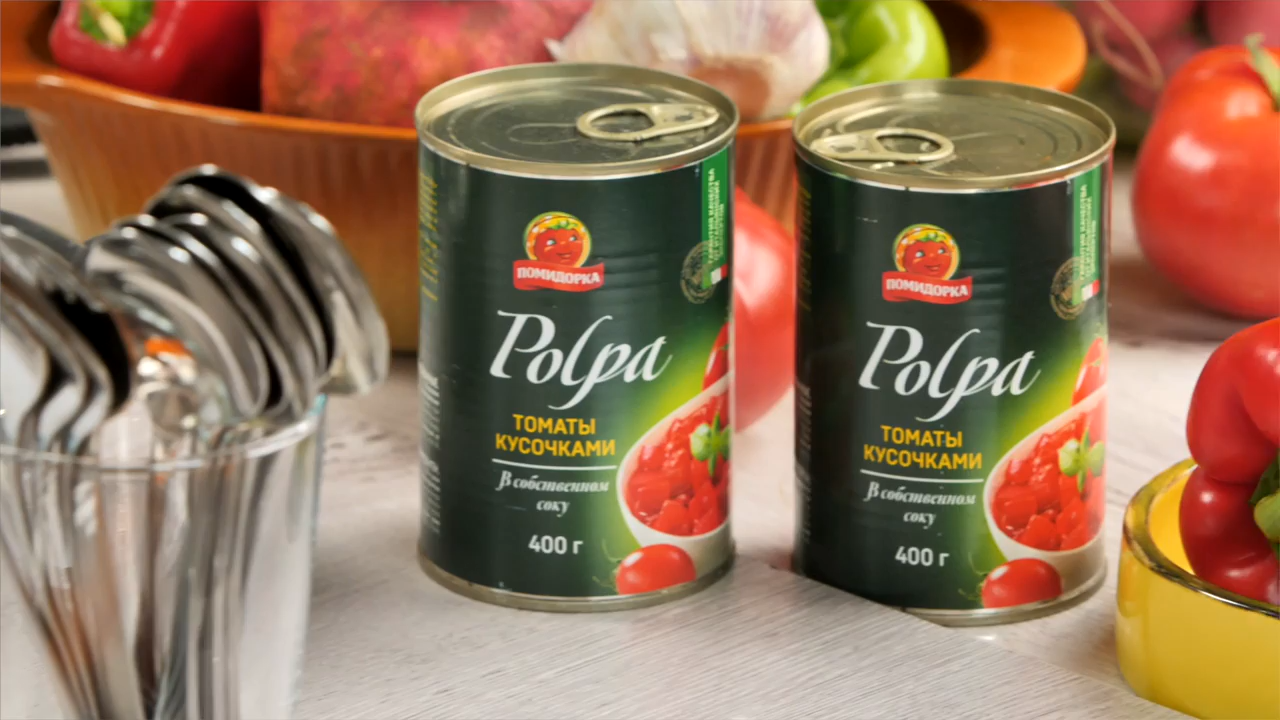 ПОМИДОРКА
Polpa
ТОМАТЫ
КУСОЧКАМИ
В собственном
соку
400 г
ПОМИДОРКА
Polpa
ТОМАТЫ
КУСОЧКАМИ
В собственном
соку
400 г